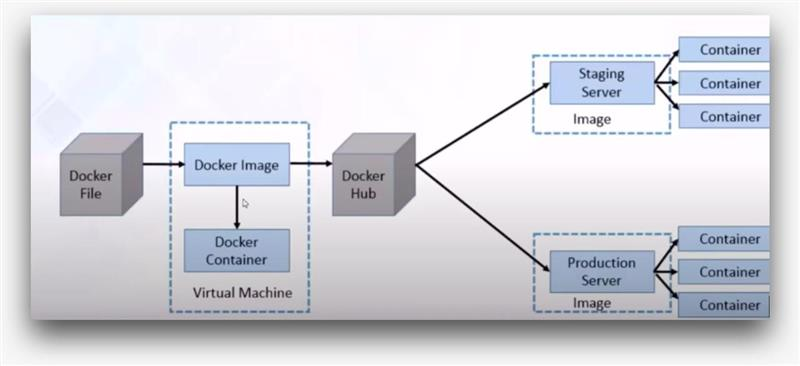 Docker
File
Docker Image
Docker
Container
Virtual Machine
Docker
Hub
Staging
Server
Image
Container
Container
Container
Production
Server
Image
Container
Container
Container